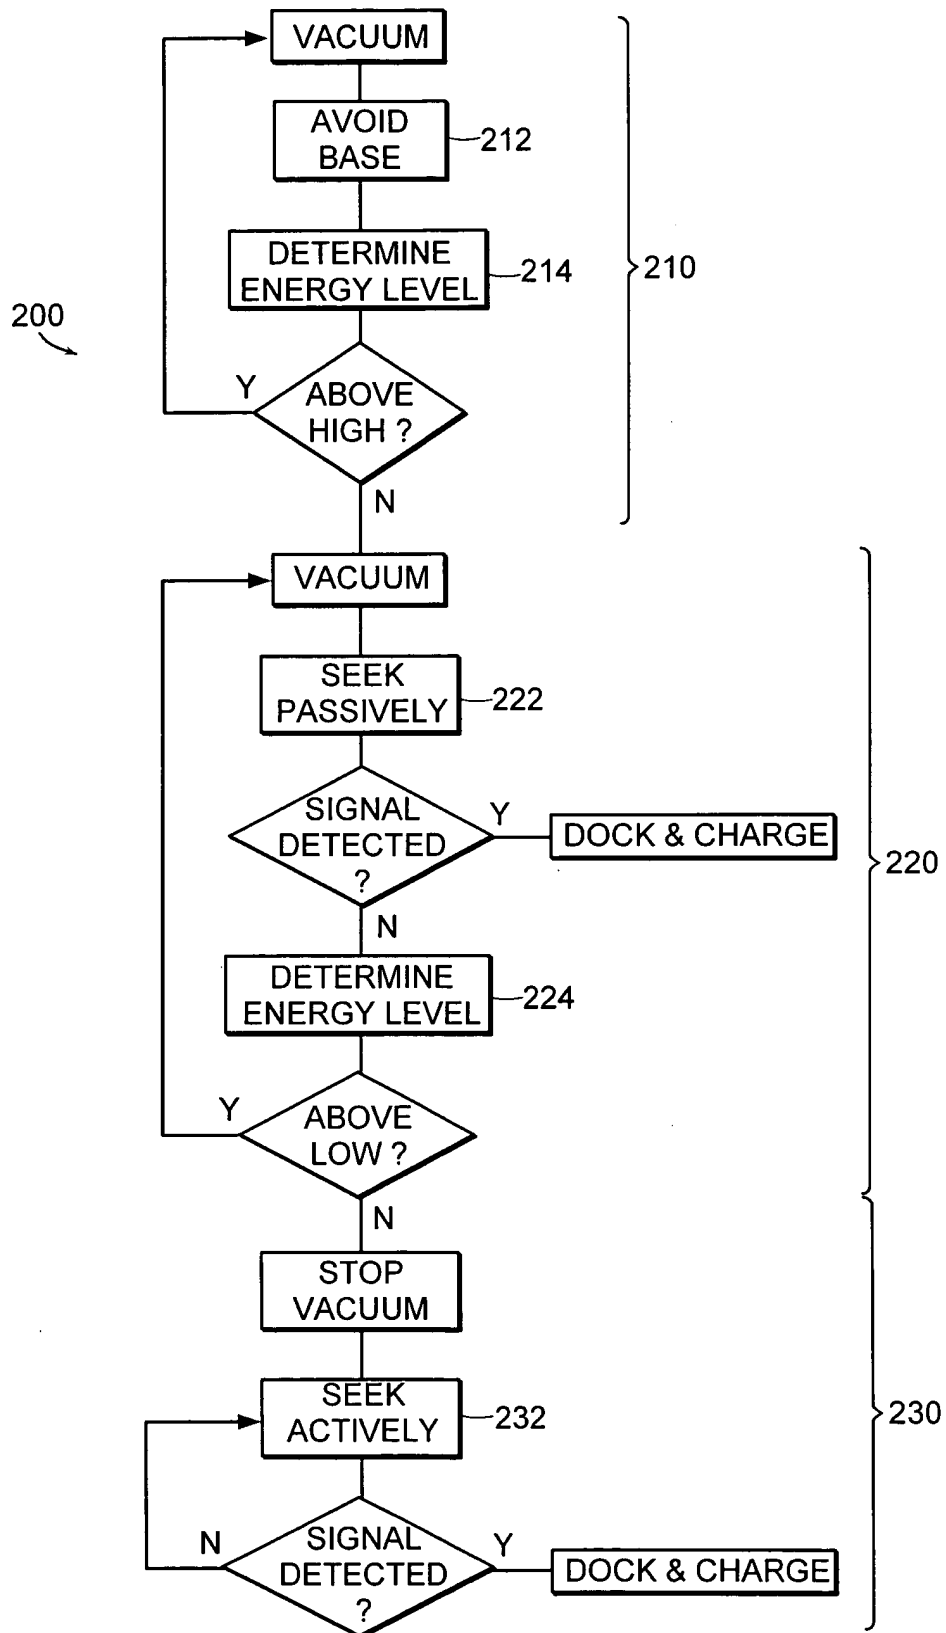 VACUUM
AVOID
BASE
212
DETERMINE
ENERGY LEVEL
214
210
200
Y
ABOVE
HIGH ?
N
VACUUM
SEEK
PASSIVELY
222
SIGNAL
DETECTED
?
Y
DOCK & CHARGE
220
N
DETERMINE
ENERGY LEVEL
224
Y
ABOVE
LOW ?
N
STOP
VACUUM
SEEK
ACTIVELY
232
230
N
SIGNAL
DETECTED
?
Y
DOCK & CHARGE